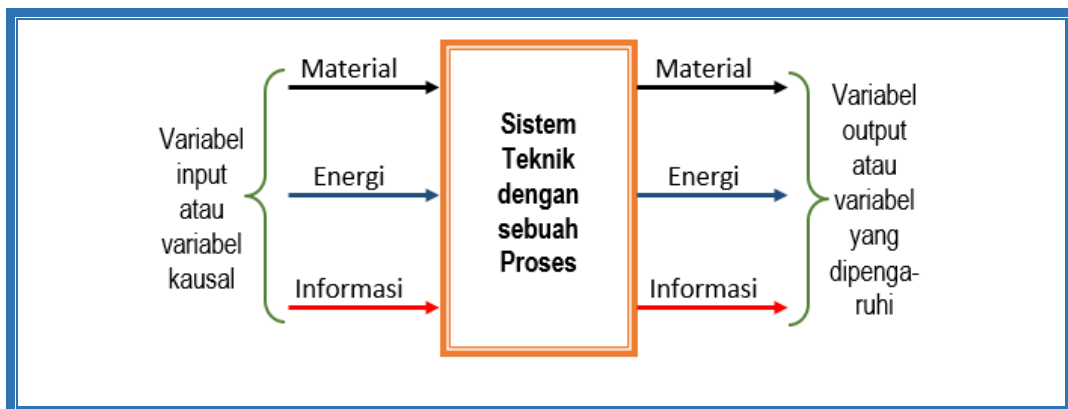 Variabel
input
atau
variabel
kausal
Material
Energi
Informasi
Sistem
Teknik
dengan
sebuah
Proses
Material
Energi
Informasi
Variabel
output
atau
variabel
yang
dipenga-
ruhi